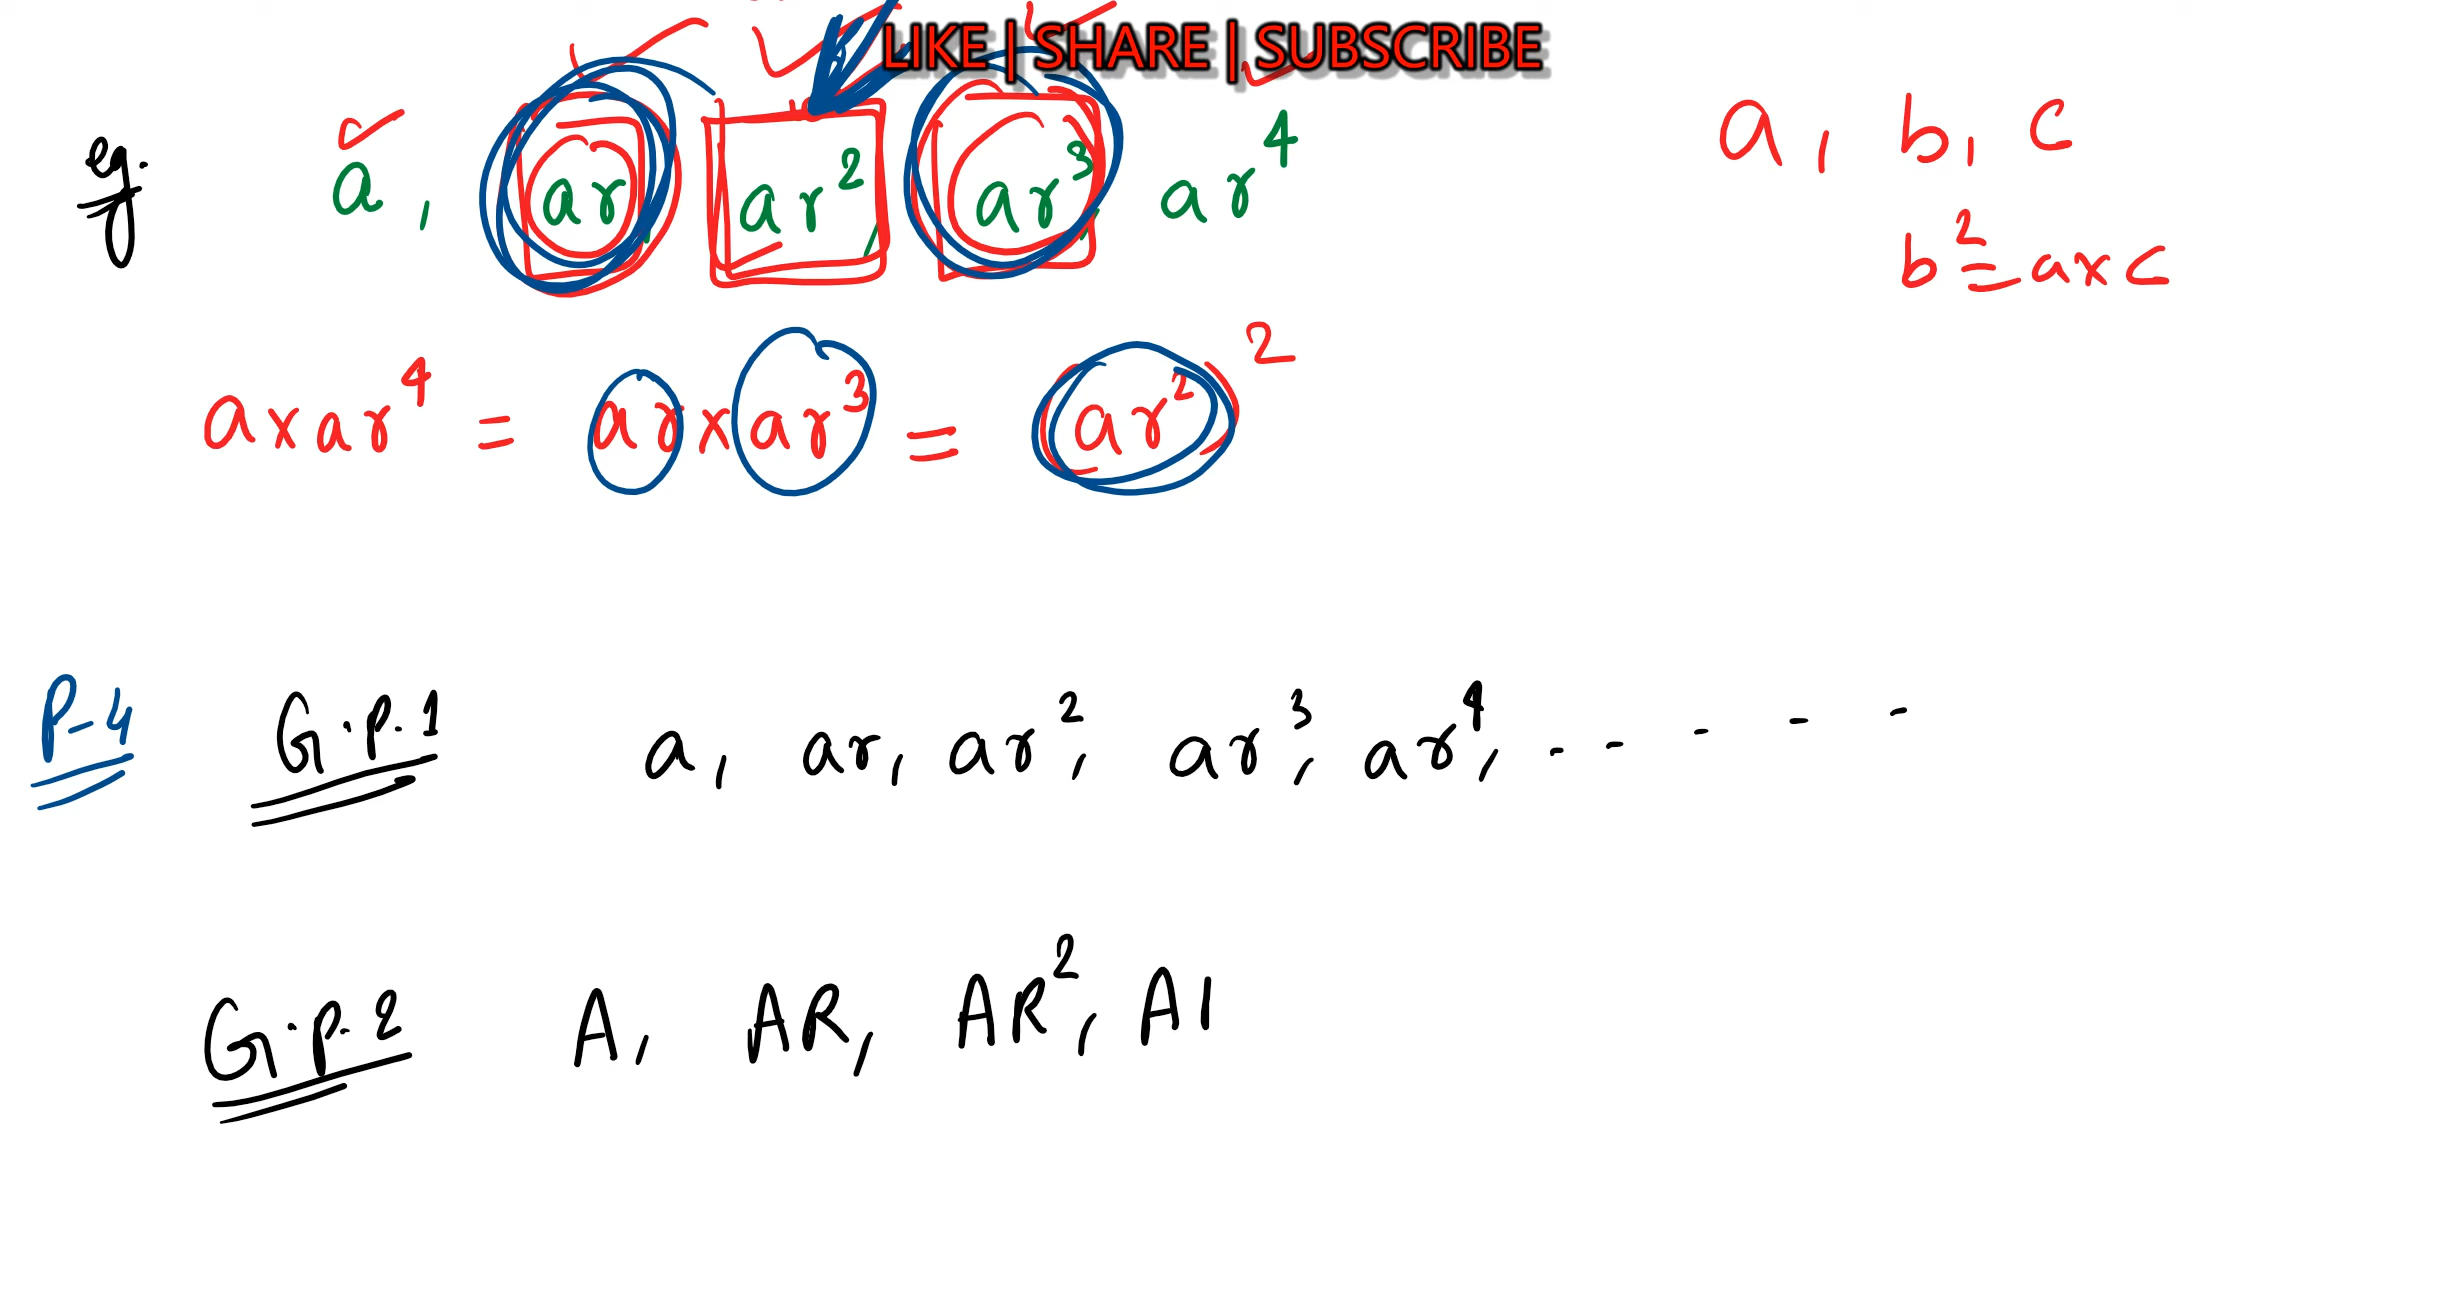 LIKE | SHARE | SUBSCRIBE
eg. a, ar, ar², ar³, ar⁴
a, b, c
b² = a×c
a×ar⁴ = ar×ar³ = (ar²)²
P-4 G.P.1 a, ar, ar², ar³, ar⁴, - - - - -
G.P.2 A, AR, AR², A